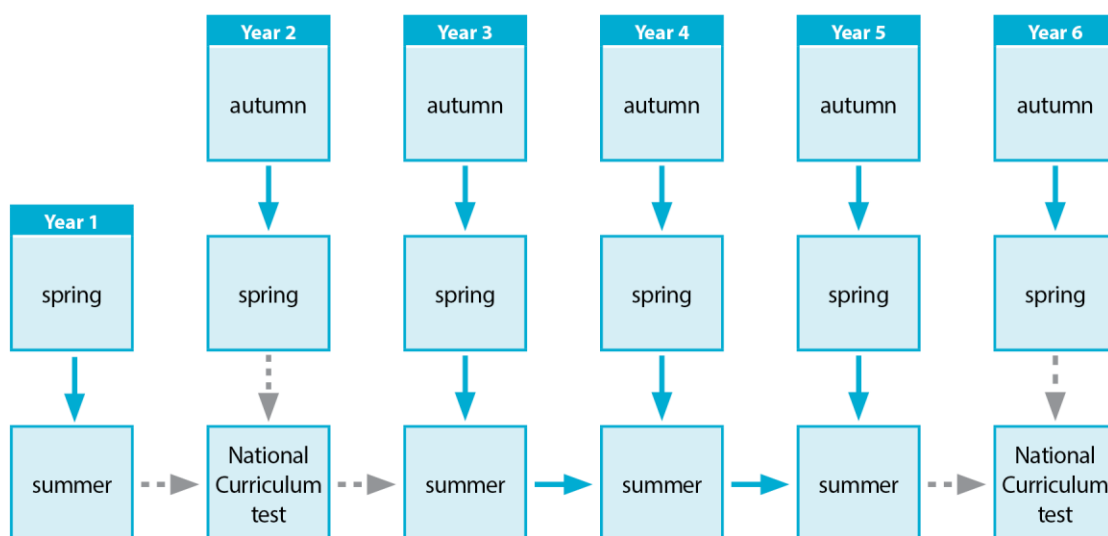 Year 2
Year 3
Year 4
Year 5
Year 6
autumn
autumn
autumn
autumn
autumn
Year 1
spring
spring
spring
spring
spring
spring
summer
National
Curriculum
test
summer
summer
summer
National
Curriculum
test